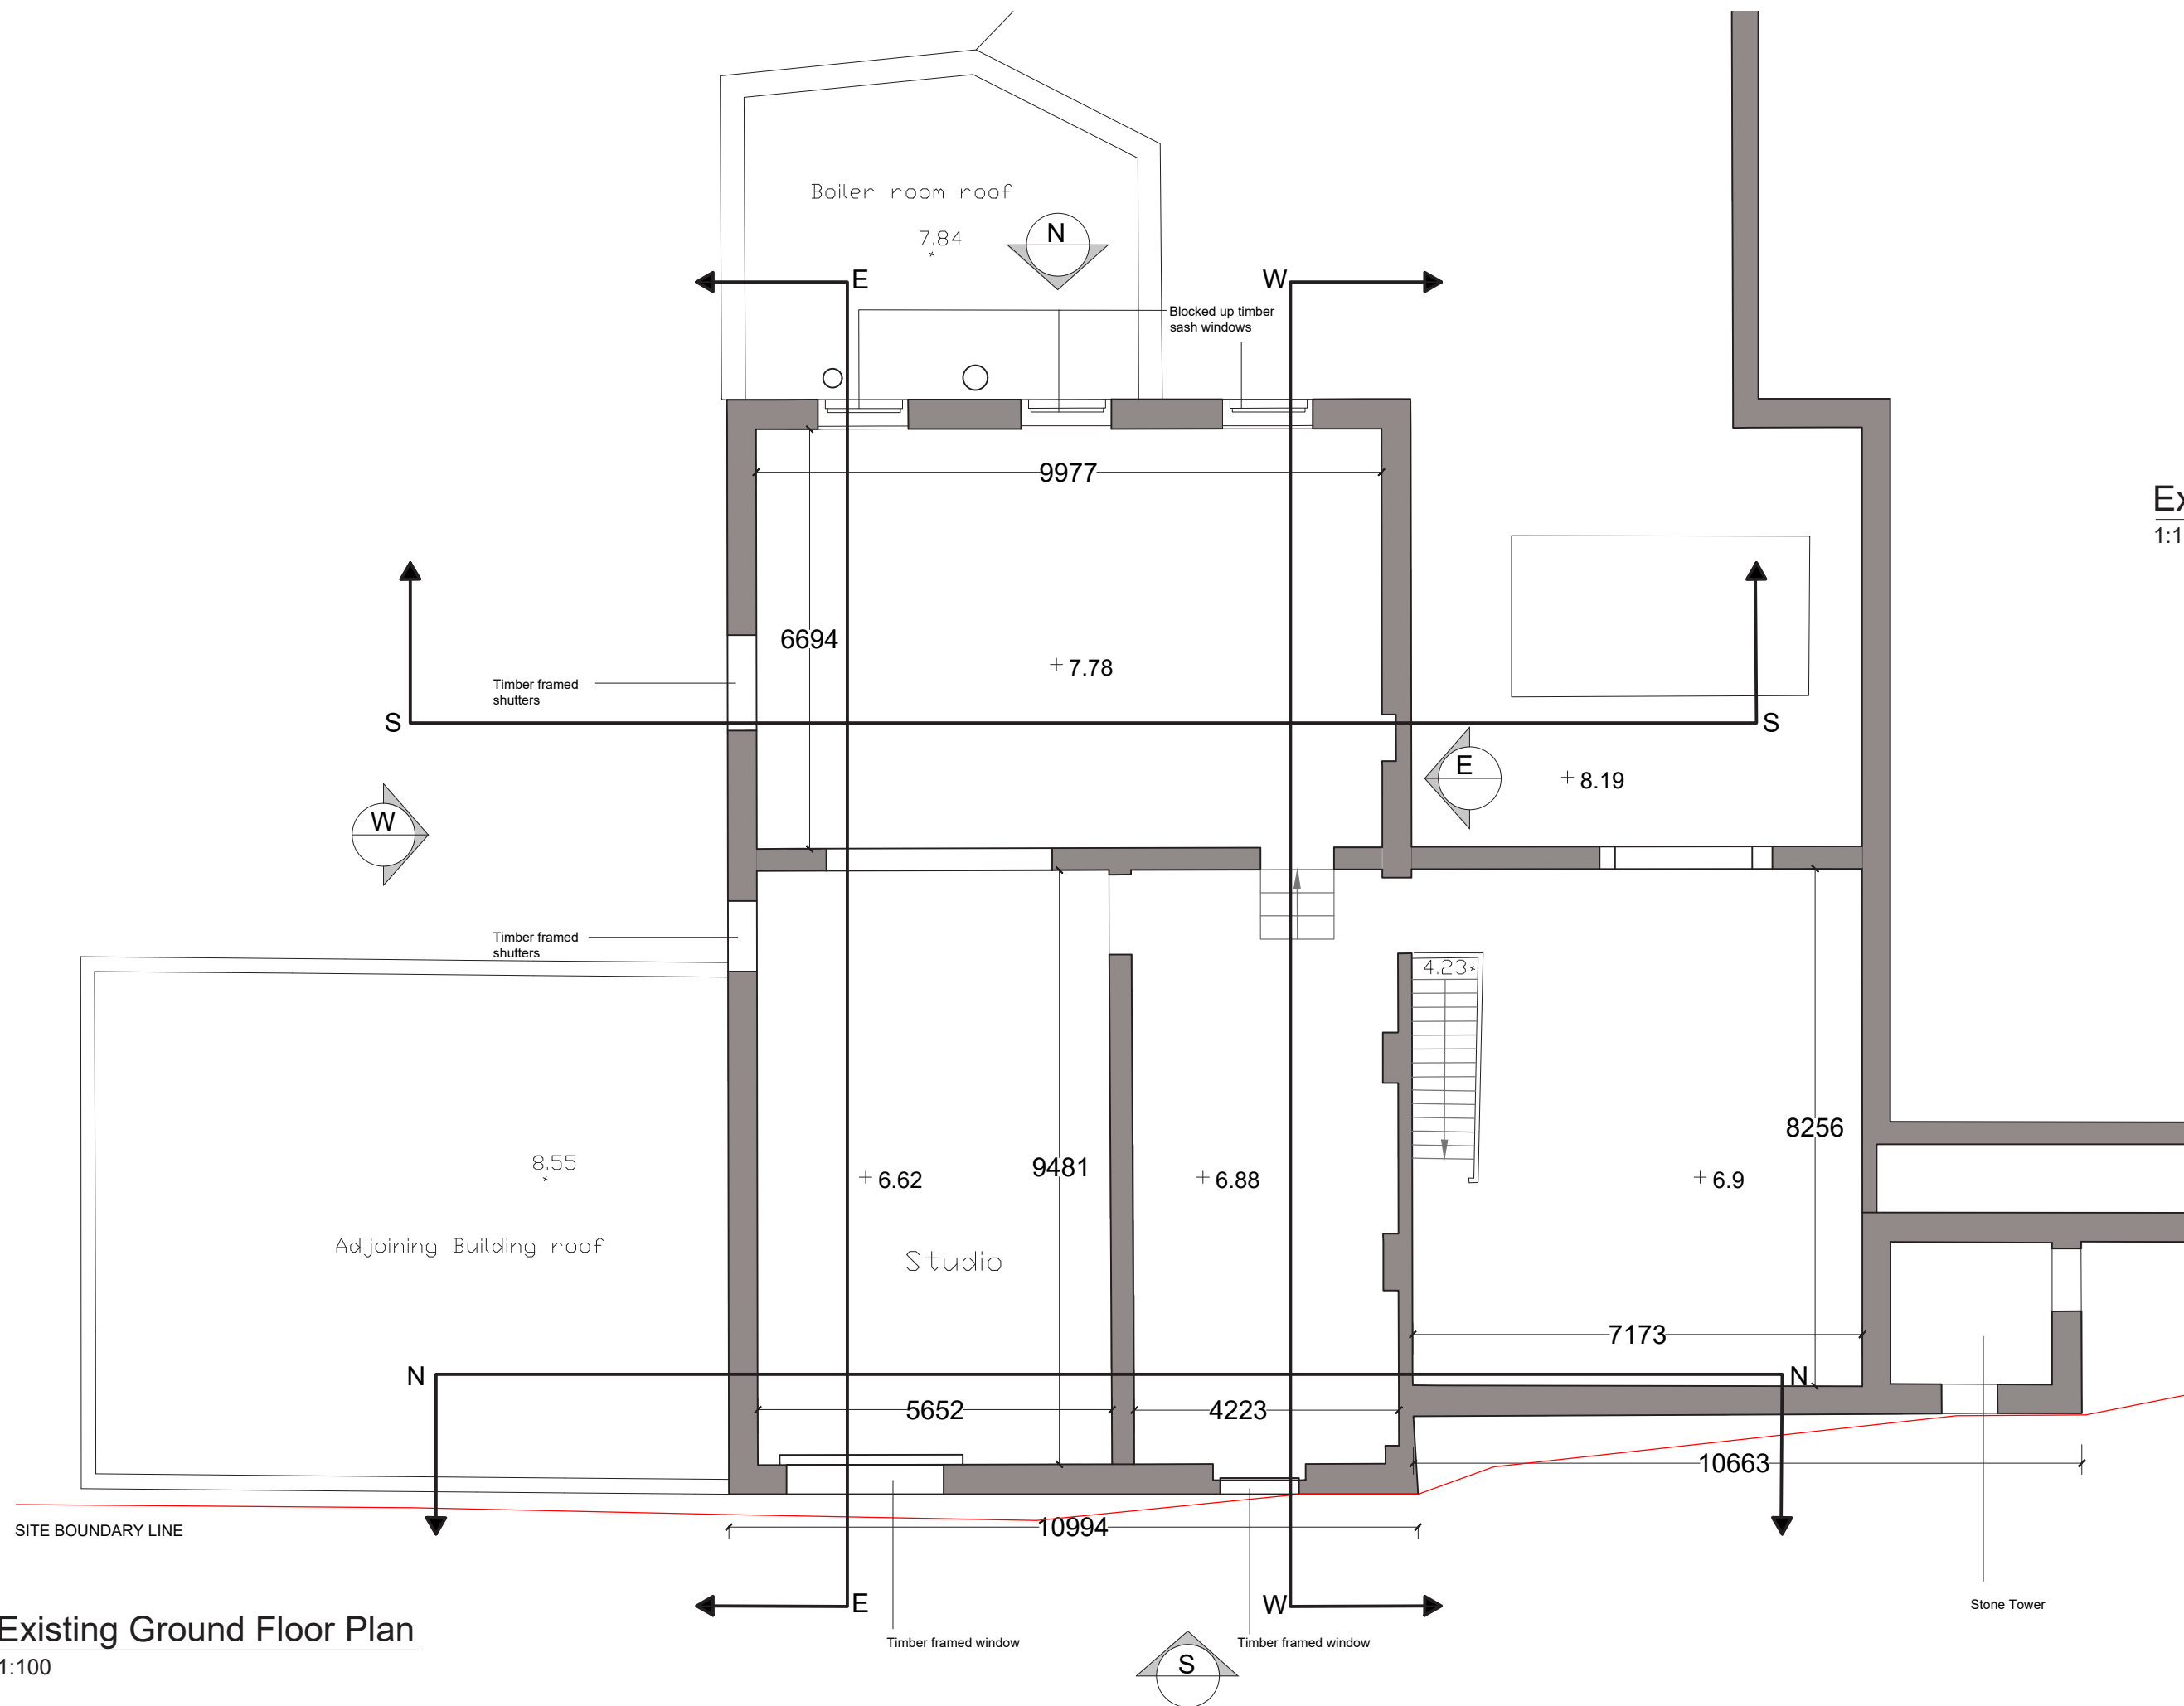 Boiler room roof
7.84
N
E
W
Blocked up timber
sash windows
9977
Ex
1:1
6694
7.78
Timber framed
shutters
S
S
E
8.19
W
Timber framed
shutters
4.23
8256
8.55
9481
6.62
6.88
6.9
Adjoining Building roof
Studio
7173
N
N
5652
4223
10663
SITE BOUNDARY LINE
10994
E
W
Stone Tower
Existing Ground Floor Plan
Timber framed window
Timber framed window
1:100
S